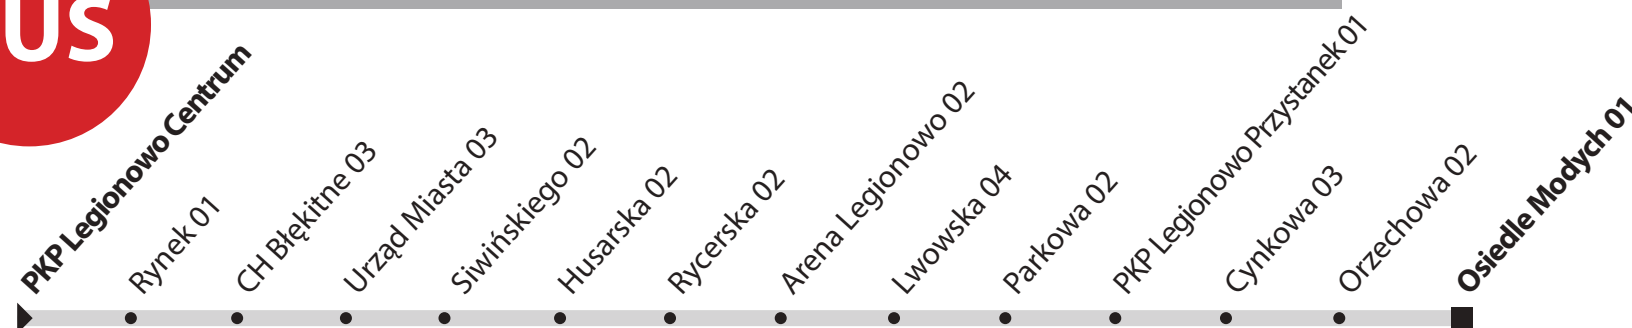 US
PKP Legionowo Centrum
Rynek 01
CH Błękitne 03
Urząd Miasta 03
Siwińskiego 02
Husarska 02
Rycerska 02
Arena Legionowo 02
Lwowska 04
Parkowa 02
PKP Legionowo Przystanek 01
Cynkowa 03
Orzechowa 02
Osiedle Modych 01